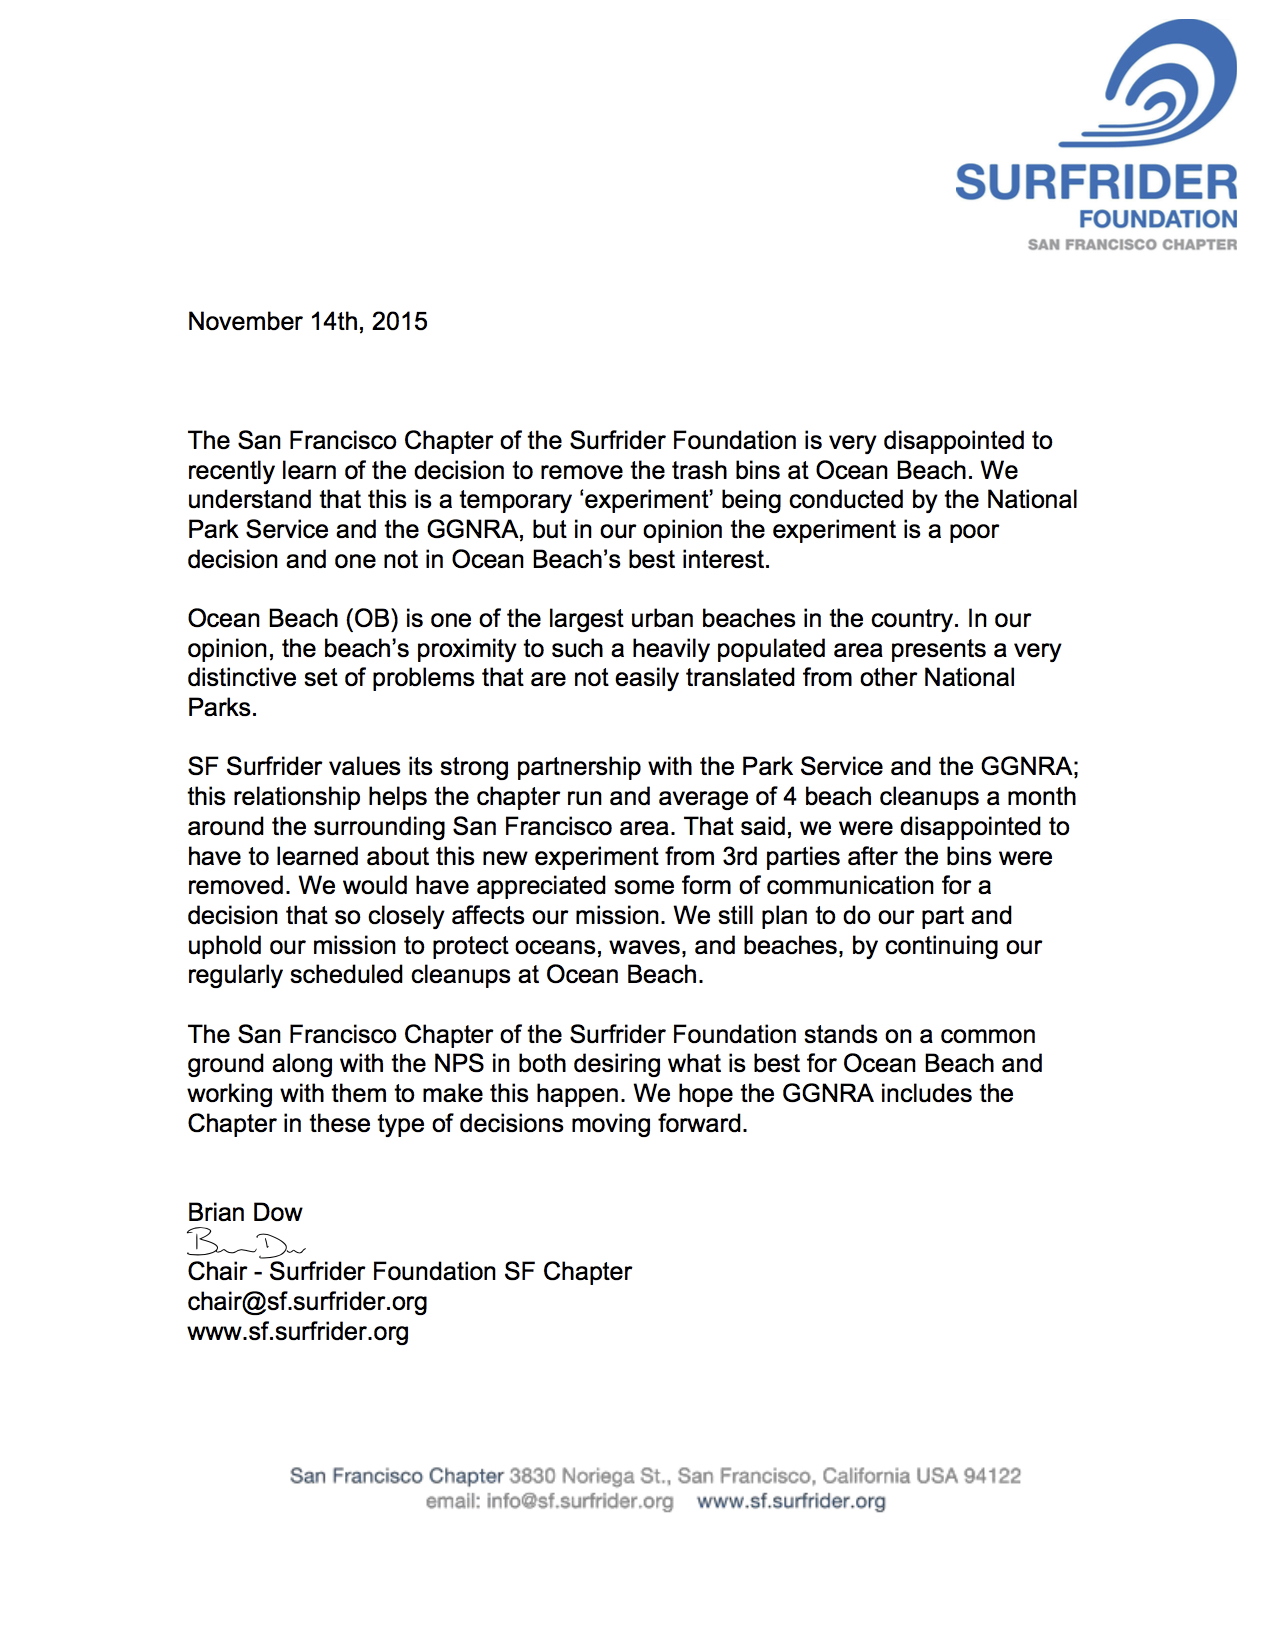 SURFRIDER
FOUNDATION
SAN FRANCISCO CHAPTER
November 14th, 2015
The San Francisco Chapter of the Surfrider Foundation is very disappointed to
recently learn of the decision to remove the trash bins at Ocean Beach. We
understand that this is a temporary ‘experiment’ being conducted by the National
Park Service and the GGNRA, but in our opinion the experiment is a poor
decision and one not in Ocean Beach’s best interest.
Ocean Beach (OB) is one of the largest urban beaches in the country. In our
opinion, the beach’s proximity to such a heavily populated area presents a very
distinctive set of problems that are not easily translated from other National
Parks.
SF Surfrider values its strong partnership with the Park Service and the GGNRA;
this relationship helps the chapter run and average of 4 beach cleanups a month
around the surrounding San Francisco area. That said, we were disappointed to
have to learned about this new experiment from 3rd parties after the bins were
removed. We would have appreciated some form of communication for a
decision that so closely affects our mission. We still plan to do our part and
uphold our mission to protect oceans, waves, and beaches, by continuing our
regularly scheduled cleanups at Ocean Beach.
The San Francisco Chapter of the Surfrider Foundation stands on a common
ground along with the NPS in both desiring what is best for Ocean Beach and
working with them to make this happen. We hope the GGNRA includes the
Chapter in these type of decisions moving forward.
Brian Dow
Chair - Surfrider Foundation SF Chapter
chair@sf.surfrider.org
www.sf.surfrider.org
San Francisco Chapter 3830 Noriega St., San Francisco, California USA 94122
email: info@sf.surfrider.org www.sf.surfrider.org